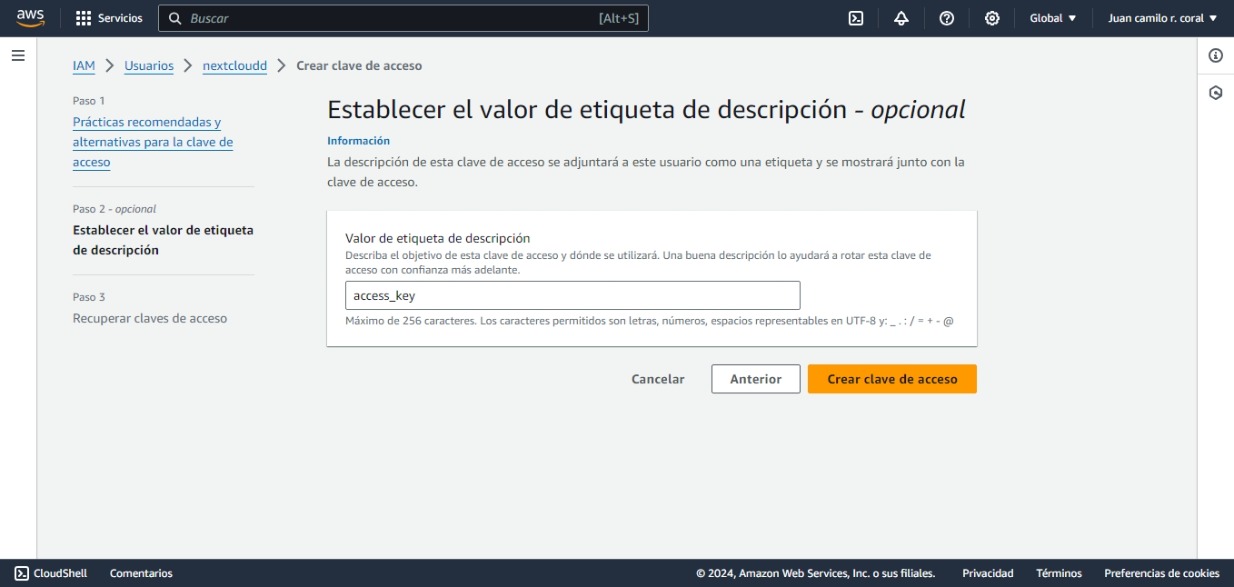 aws
Servicios
Buscar
[Alt+S]
Global
Juan camilo r. coral
IAM
Usuarios
nextcloudd
Crear clave de acceso
Paso 1
Prácticas recomendadas y
alternativas para la clave de
acceso
Paso 2 - opcional
Establecer el valor de etiqueta
de descripción
Paso 3
Recuperar claves de acceso
Establecer el valor de etiqueta de descripción - opcional
Información
La descripción de esta clave de acceso se adjuntará a este usuario como una etiqueta y se mostrará junto con la
clave de acceso.
Valor de etiqueta de descripción
Describa el objetivo de esta clave de acceso y dónde se utilizará. Una buena descripción lo ayudará a rotar esta clave de
acceso con confianza más adelante.
access_key
Máximo de 256 caracteres. Los caracteres permitidos son letras, números, espacios representables en UTF-8 y: _ . : / = + - @
Cancelar
Anterior
Crear clave de acceso
CloudShell
Comentarios
© 2024, Amazon Web Services, Inc. o sus filiales.
Privacidad
Términos
Preferencias de cookies